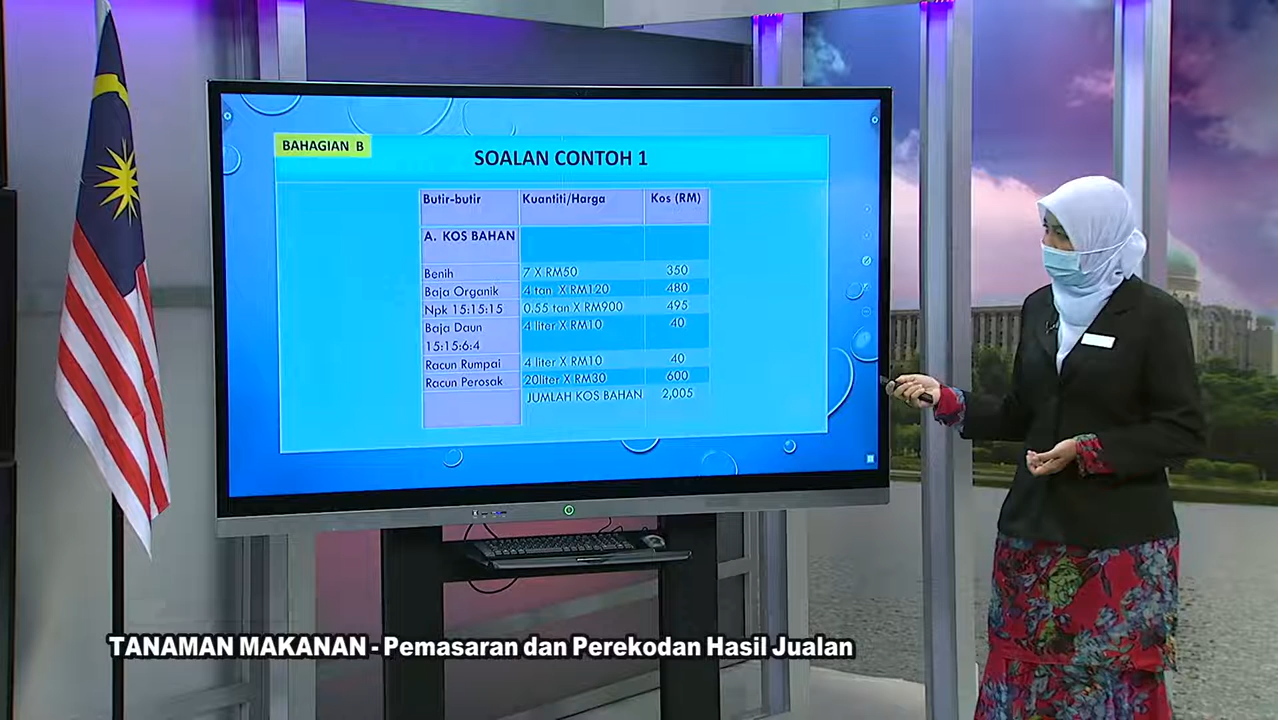 BAHAGIAN B
SOALAN CONTOH 1
Butir-butir Kuantiti/Harga Kos (RM)
A. KOS BAHAN
Benih 7 X RM50 350
Baja Organik 4 tan X RM120 480
Npk 15:15:15 0.55 tan X RM900 495
Baja Daun 4 liter X RM10 40
15:15:6:4
Racun Rumpai 4 liter X RM10 40
Racun Perosak 20liter X RM30 600
JUMLAH KOS BAHAN 2,005
TANAMAN MAKANAN - Pemasaran dan Perekodan Hasil Jualan